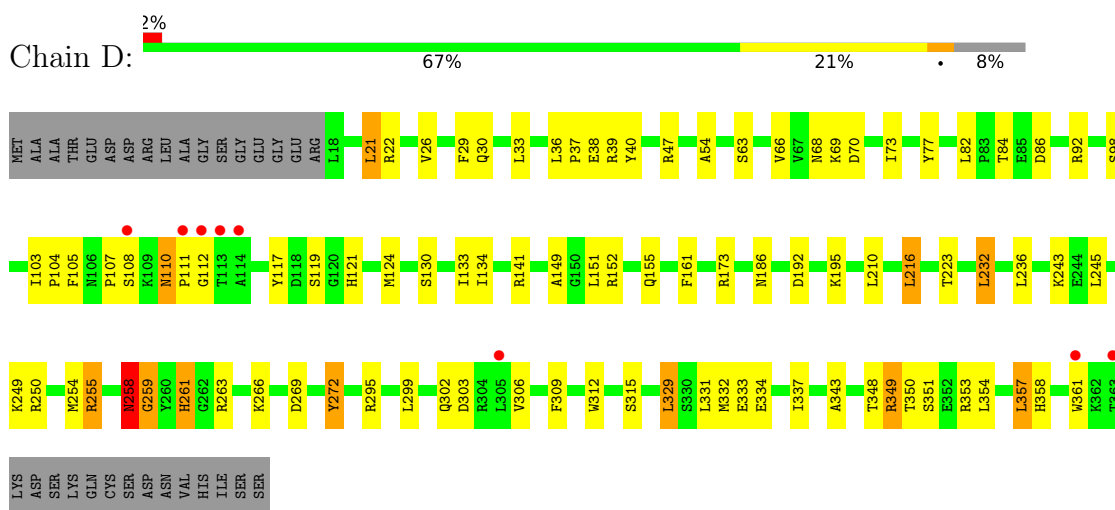 2%
Chain D:
67% 21% • 8%
MET ALA ALA THR GLU ASP ASP ARG LEU ALA GLY SER GLY GLU GLY GLU ARG L18 L21 R22 V26 F29 Q30 L33 L36 P37 E38 R39 Y40 R47 A54 S63 V66 V67 N68 K69 D70 I73 Y77 L82 P83 T84 E85 D86 R92 S98
I103 P104 F105 N106 P107 S108 K109 N110 P111 G112 T113 A114 Y117 D118 S119 G120 H121 M124 S130 I133 I134 R141 A149 G150 L151 R152 Q155 F161 R173 N186 D192 K195 L210 L216 T223 L232 L236 K243 E244 L245
K249 R250 M254 R255 N258 G259 Y260 H261 G262 R263 K266 D269 Y272 R295 L299 Q302 D303 R304 L305 V306 F309 W312 S315 L329 S330 L331 M332 E333 E334 I337 A343 T348 R349 T350 S351 E352 R353 L354 L357 H358 W361 K362 T363
LYS ASP SER LYS GLN CYS SER ASP ASN VAL HIS ILE SER SER